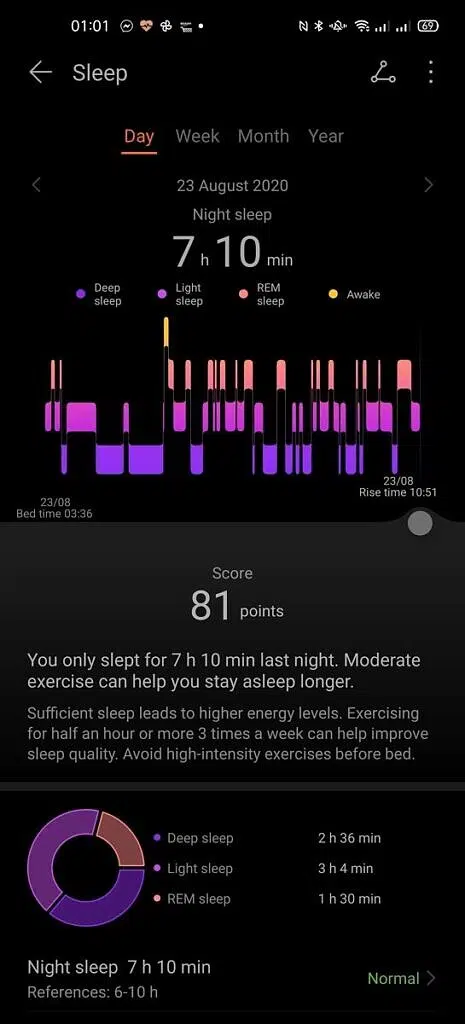 01:01
69
Sleep
Day Week Month Year
23 August 2020
Night sleep
7 h 10 min
Deep sleep
Light sleep
REM sleep
Awake
23/08
Bed time 03:36
23/08
Rise time 10:51
Score
81 points
You only slept for 7 h 10 min last night. Moderate
exercise can help you stay asleep longer.
Sufficient sleep leads to higher energy levels. Exercising
for half an hour or more 3 times a week can help improve
sleep quality. Avoid high-intensity exercises before bed.
Deep sleep 2 h 36 min
Light sleep 3 h 4 min
REM sleep 1 h 30 min
Night sleep 7 h 10 min
Normal
References: 6-10 h